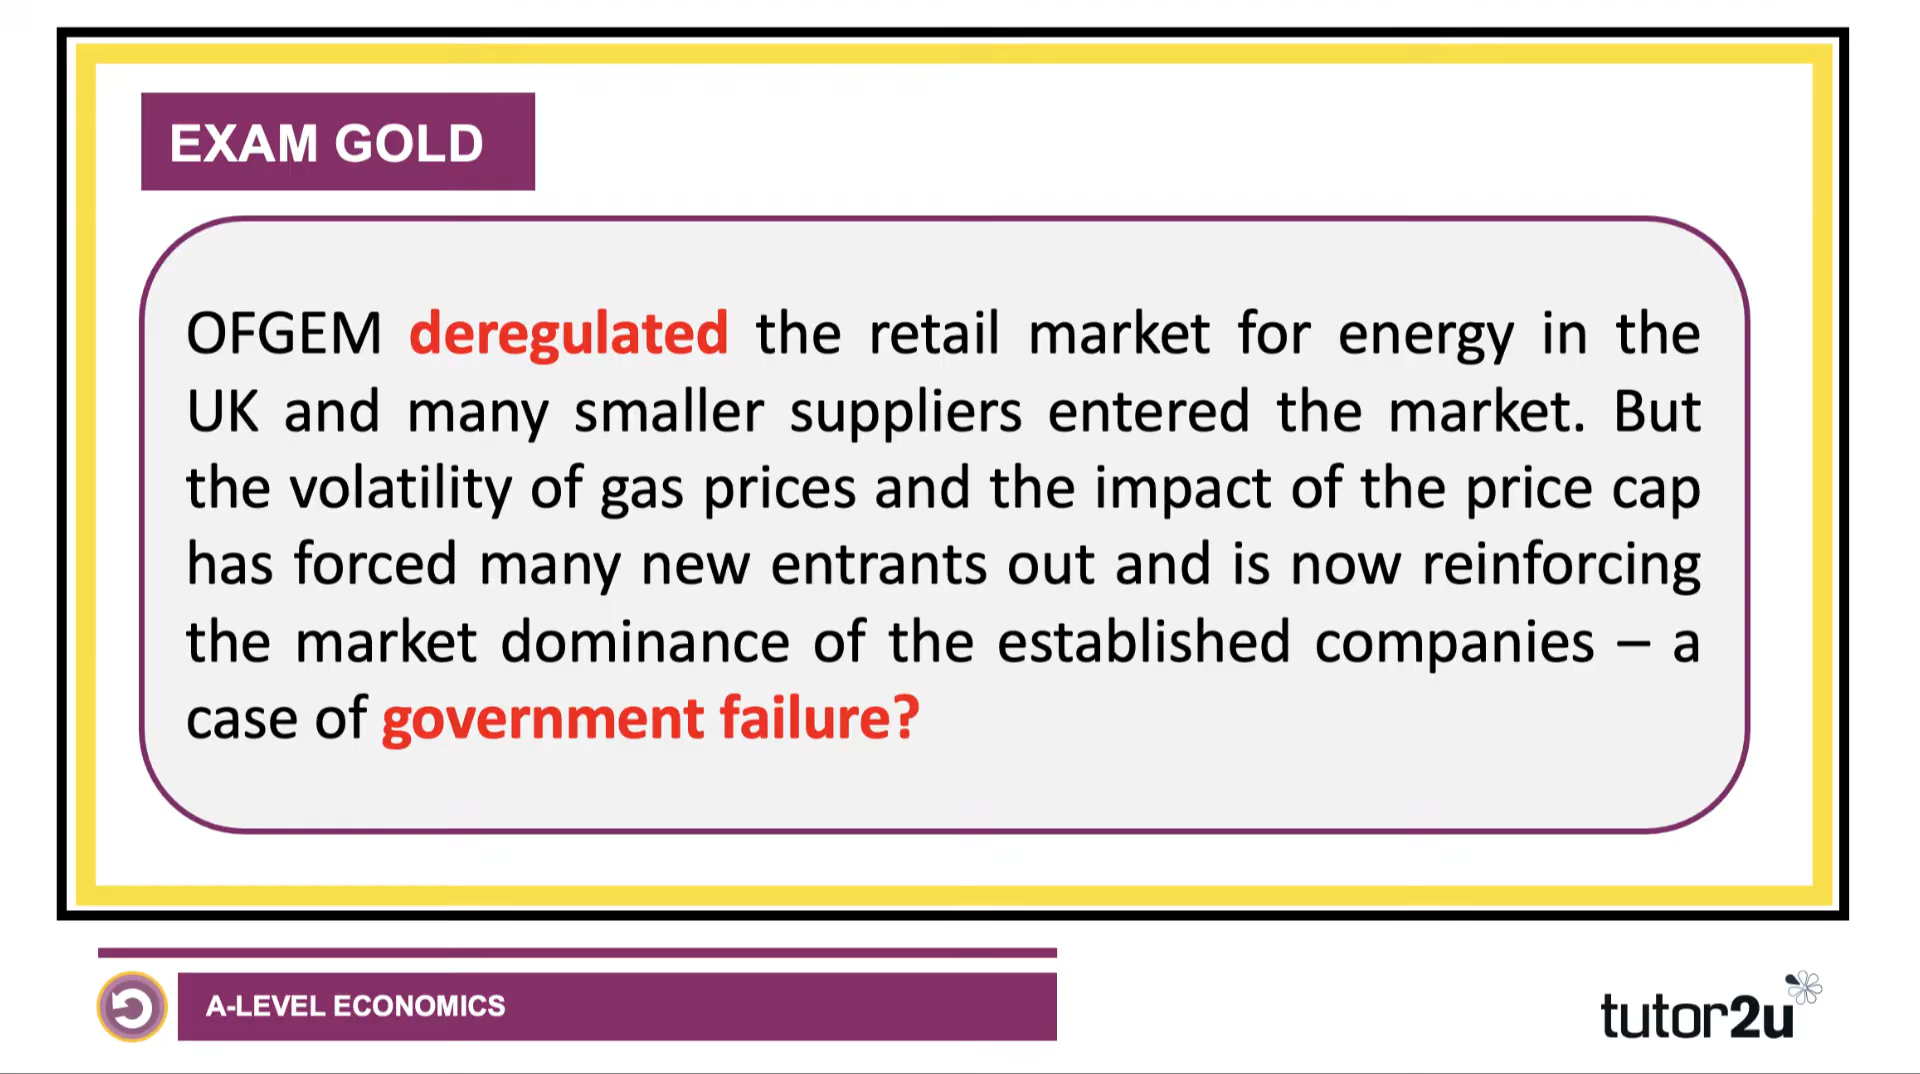 EXAM GOLD
OFGEM deregulated the retail market for energy in the
UK and many smaller suppliers entered the market. But
the volatility of gas prices and the impact of the price cap
has forced many new entrants out and is now reinforcing
the market dominance of the established companies – a
case of government failure?
A-LEVEL ECONOMICS
tutor2u